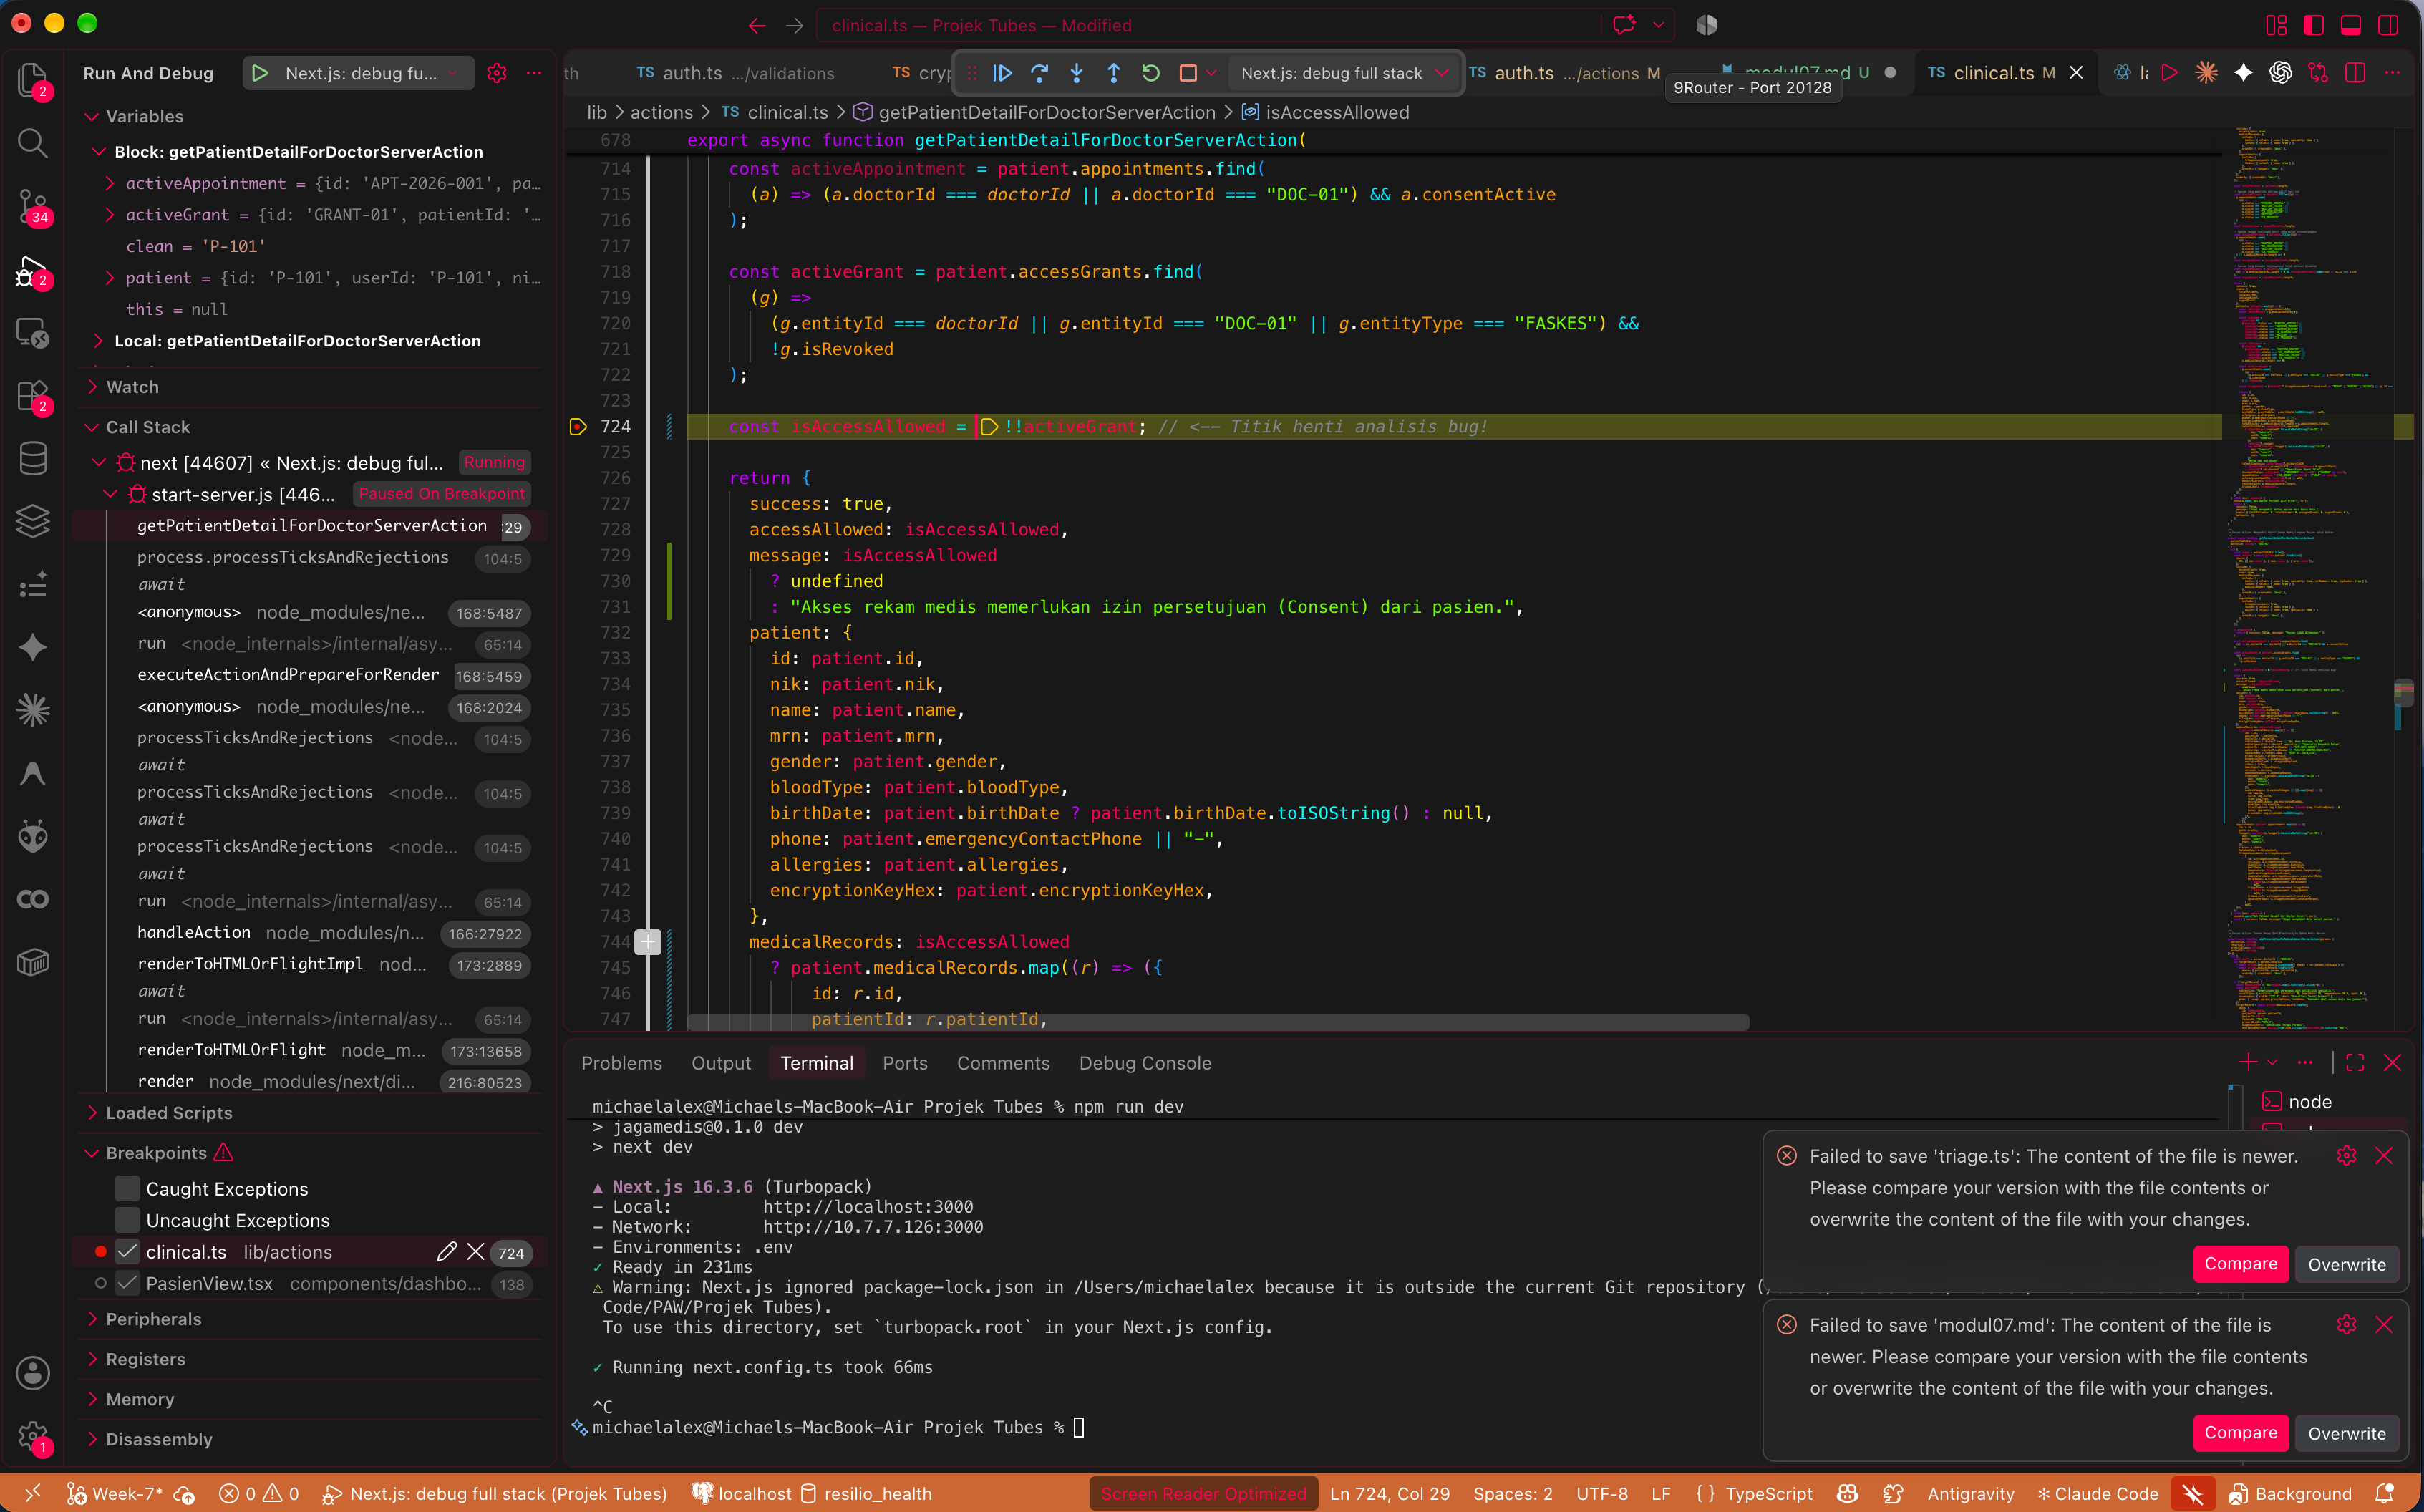 clinical.ts — Projek Tubes — Modified
Run And Debug
Next.js: debug fu...
th
TS auth.ts .../validations
TS cryp
Next.js: debug full stack
TS auth.ts .../actions M
modul07.md U
TS clinical.ts M
9Router - Port 20128
lib > actions > TS clinical.ts > getPatientDetailForDoctorServerAction > isAccessAllowed
Variables
Block: getPatientDetailForDoctorServerAction
activeAppointment = {id: 'APT-2026-001', pa...
activeGrant = {id: 'GRANT-01', patientId: '...
clean = 'P-101'
patient = {id: 'P-101', userId: 'P-101', ni...
this = null
Local: getPatientDetailForDoctorServerAction
Watch
Call Stack
next [44607] « Next.js: debug ful... Running
start-server.js [446... Paused On Breakpoint
getPatientDetailForDoctorServerAction :29
process.processTicksAndRejections 104:5
await
<anonymous> node_modules/ne... 168:5487
run <node_internals>/internal/asy... 65:14
executeActionAndPrepareForRender 168:5459
<anonymous> node_modules/ne... 168:2024
processTicksAndRejections <node... 104:5
await
processTicksAndRejections <node... 104:5
await
processTicksAndRejections <node... 104:5
await
run <node_internals>/internal/asy... 65:14
handleAction node_modules/n... 166:27922
renderToHTMLOrFlightImpl nod... 173:2889
await
run <node_internals>/internal/asy... 65:14
renderToHTMLOrFlight node_m... 173:13658
render node_modules/next/di... 216:80523
Loaded Scripts
Breakpoints
Caught Exceptions
Uncaught Exceptions
clinical.ts lib/actions 724
PasienView.tsx components/dashbo... 138
Peripherals
Registers
Memory
Disassembly
678 export async function getPatientDetailForDoctorServerAction(
714 const activeAppointment = patient.appointments.find(
715 (a) => (a.doctorId === doctorId || a.doctorId === "DOC-01") && a.consentActive
716 );
717
718 const activeGrant = patient.accessGrants.find(
719 (g) =>
720 (g.entityId === doctorId || g.entityId === "DOC-01" || g.entityType === "FASKES") &&
721 !g.isRevoked
722 );
723
724 const isAccessAllowed = !!activeGrant; // <-- Titik henti analisis bug!
725
726 return {
727 success: true,
728 accessAllowed: isAccessAllowed,
729 message: isAccessAllowed
730 ? undefined
731 : "Akses rekam medis memerlukan izin persetujuan (Consent) dari pasien.",
732 patient: {
733 id: patient.id,
734 nik: patient.nik,
735 name: patient.name,
736 mrn: patient.mrn,
737 gender: patient.gender,
738 bloodType: patient.bloodType,
739 birthDate: patient.birthDate ? patient.birthDate.toISOString() : null,
740 phone: patient.emergencyContactPhone || "-",
741 allergies: patient.allergies,
742 encryptionKeyHex: patient.encryptionKeyHex,
743 },
744 medicalRecords: isAccessAllowed
745 ? patient.medicalRecords.map((r) => ({
746 id: r.id,
747 patientId: r.patientId,
Problems Output Terminal Ports Comments Debug Console
michaelalex@Michaels-MacBook-Air Projek Tubes % npm run dev
> jagamedis@0.1.0 dev
> next dev
▲ Next.js 16.3.6 (Turbopack)
- Local: http://localhost:3000
- Network: http://10.7.7.126:3000
- Environments: .env
✓ Ready in 231ms
⚠ Warning: Next.js ignored package-lock.json in /Users/michaelalex because it is outside the current Git repository (
Code/PAW/Projek Tubes).
To use this directory, set `turbopack.root` in your Next.js config.
✓ Running next.config.ts took 66ms
^C
michaelalex@Michaels-MacBook-Air Projek Tubes %
node
Failed to save 'triage.ts': The content of the file is newer.
Please compare your version with the file contents or
overwrite the content of the file with your changes.
Compare Overwrite
Failed to save 'modul07.md': The content of the file is
newer. Please compare your version with the file contents
or overwrite the content of the file with your changes.
Compare Overwrite
2
34
2
2
1
Week-7* 0 0 Next.js: debug full stack (Projek Tubes) localhost resilio_health Screen Reader Optimized Ln 724, Col 29 Spaces: 2 UTF-8 LF {} TypeScript Antigravity Claude Code Background